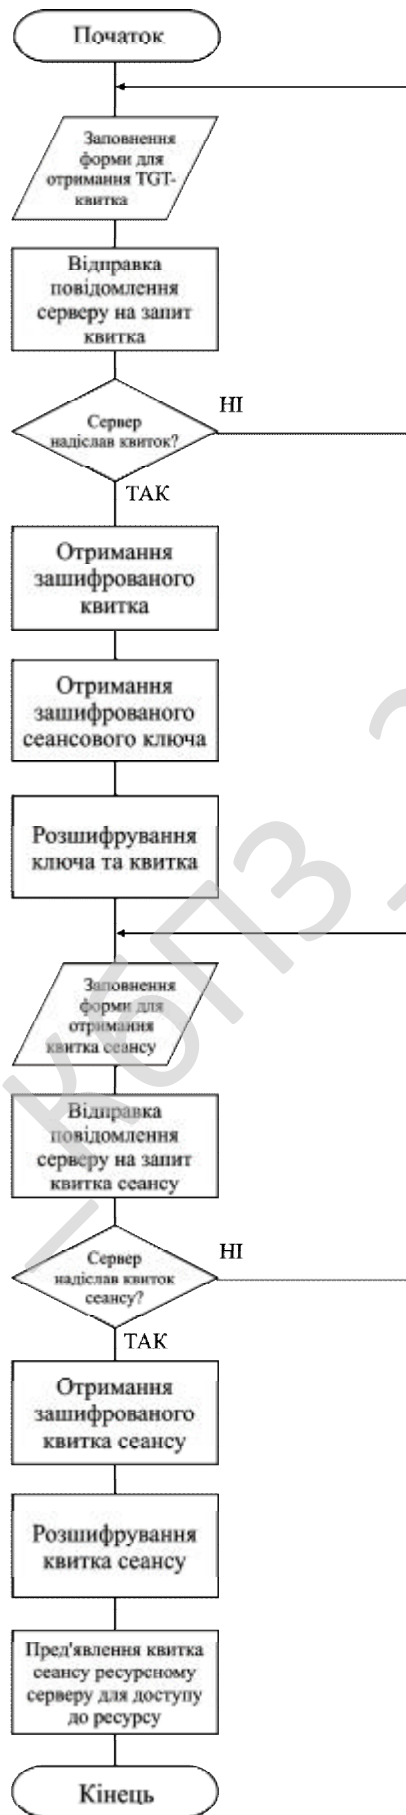 Початок
Заповнення
форми для
отримання TGT-
квитка
Відправка
повідомлення
серверу на запит
квитка
Сервер
надіслав квиток?
НІ
ТАК
Отримання
зашифрованого
квитка
Отримання
зашифрованого
сеансового ключа
Розшифрування
ключа та квитка
Заповнення
форми для
отримання
квитка сеансу
Відправка
повідомлення
серверу на запит
квитка сеансу
Сервер
надіслав квиток
сеансу?
НІ
ТАК
Отримання
зашифрованого
квитка сеансу
Розшифрування
квитка сеансу
Пред'явлення квитка
сеансу ресурсному
серверу для доступу
до ресурсу
Кінець